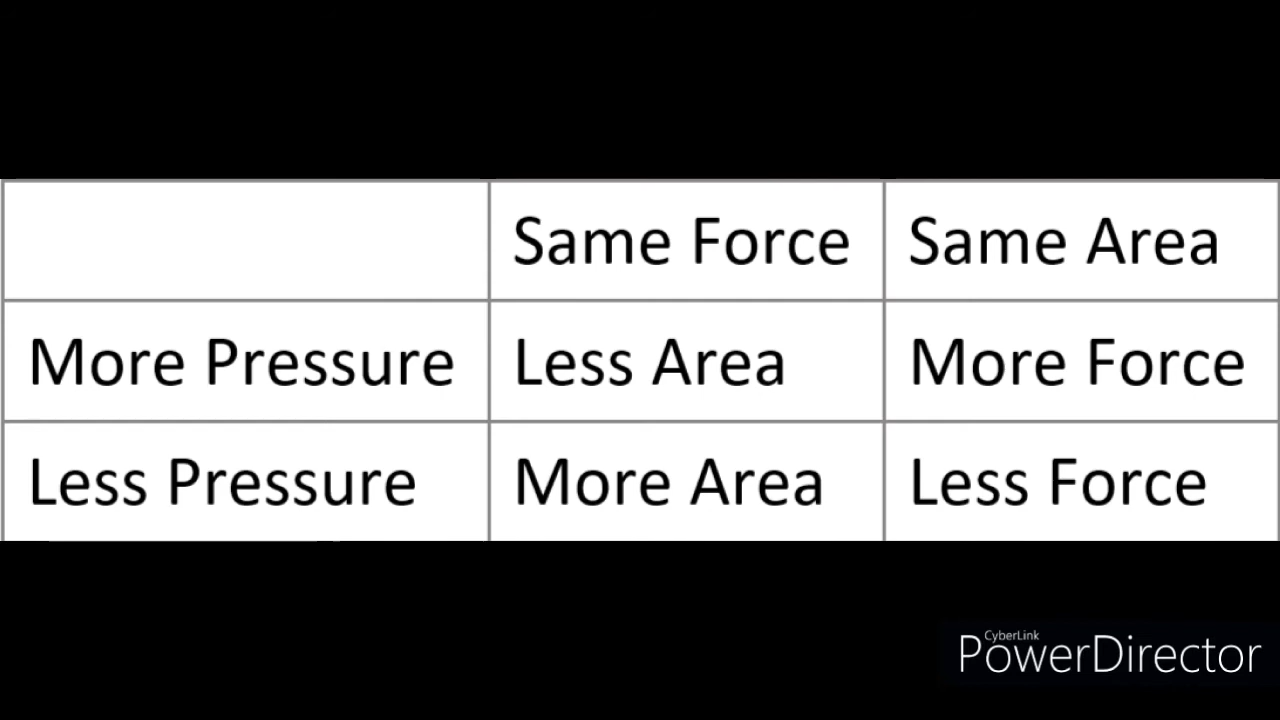 Same Force Same Area
More Pressure Less Area More Force
Less Pressure More Area Less Force
CyberLink
PowerDirector